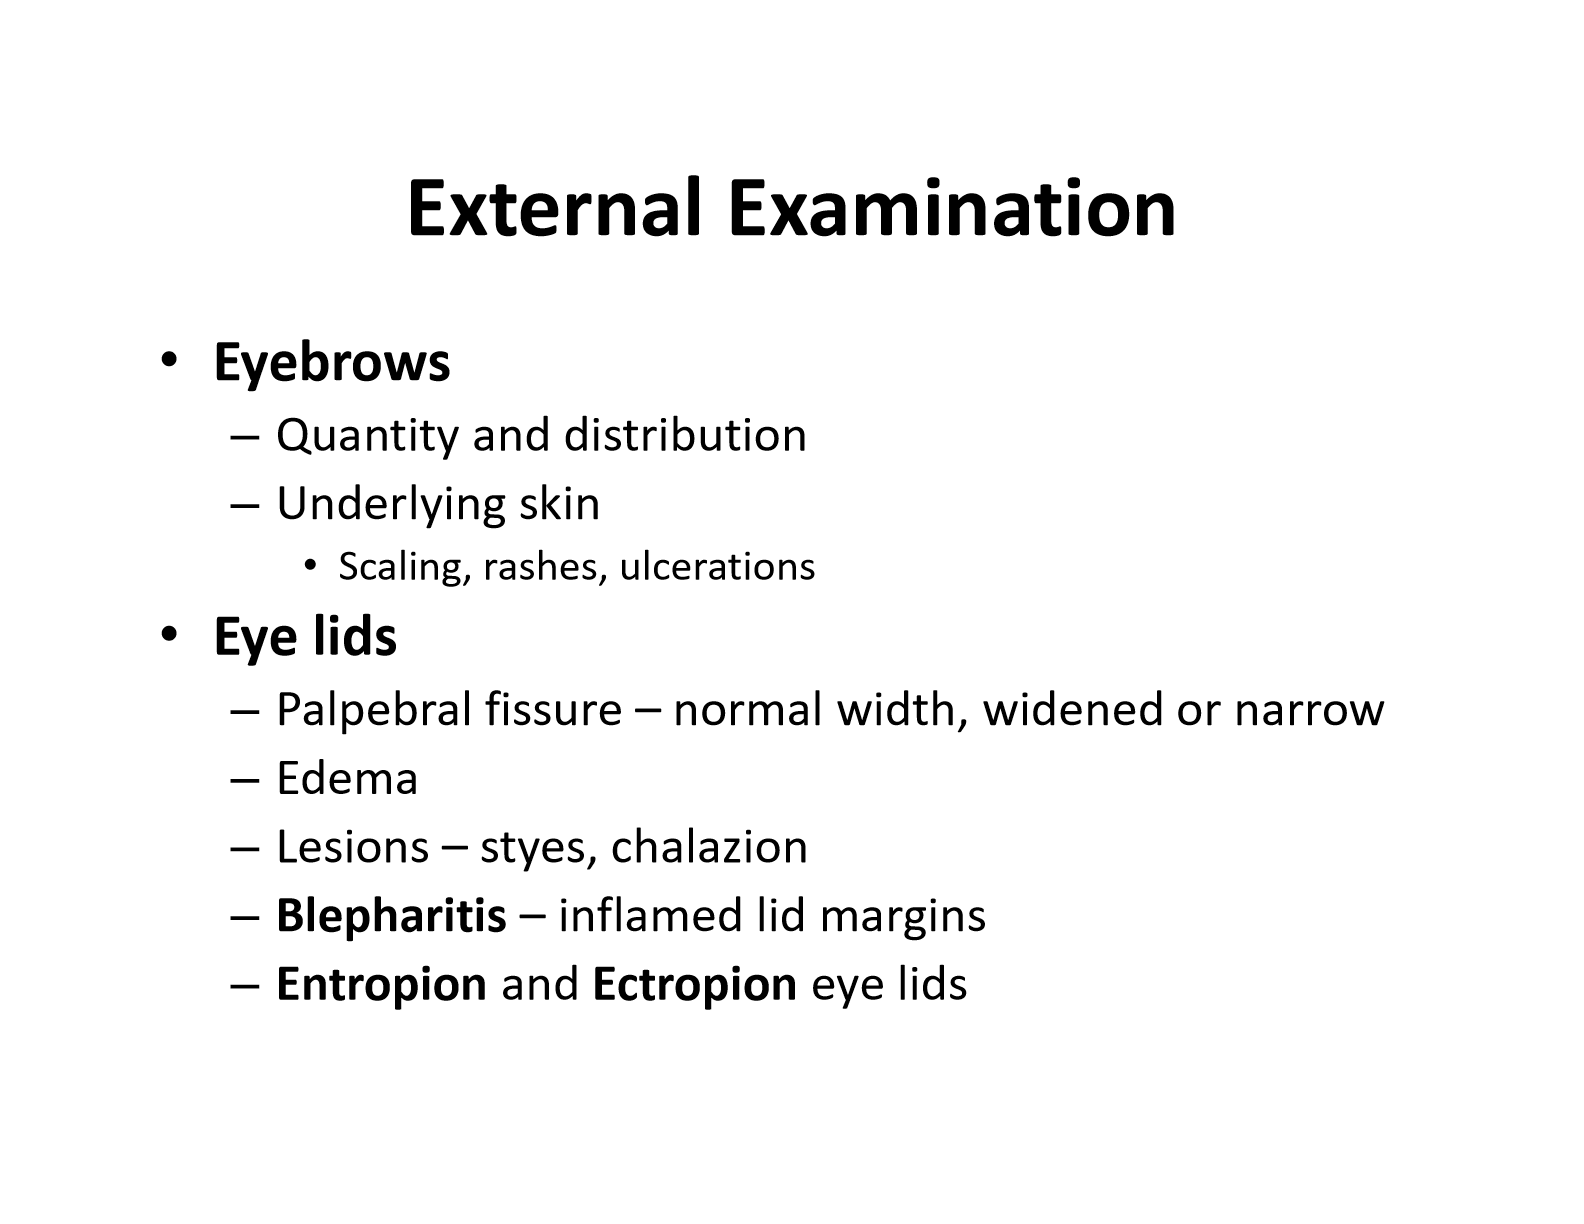 External Examination
• Eyebrows
– Quantity and distribution
– Underlying skin
• Scaling, rashes, ulcerations
• Eye lids
– Palpebral fissure – normal width, widened or narrow
– Edema
– Lesions – styes, chalazion
– Blepharitis – inflamed lid margins
– Entropion and Ectropion eye lids